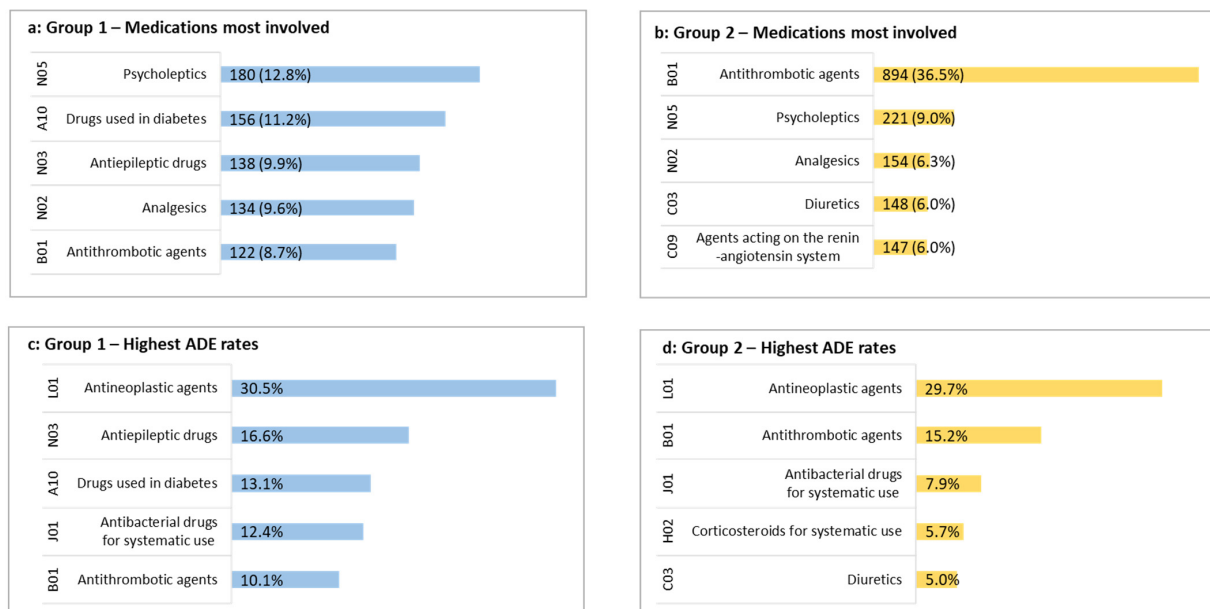 a: Group 1 – Medications most involved
N05
Psycholeptics
180 (12.8%)
A10
Drugs used in diabetes
156 (11.2%)
N03
Antiepileptic drugs
138 (9.9%)
N02
Analgesics
134 (9.6%)
B01
Antithrombotic agents
122 (8.7%)
b: Group 2 – Medications most involved
B01
Antithrombotic agents
894 (36.5%)
N05
Psycholeptics
221 (9.0%)
N02
Analgesics
154 (6.3%)
C03
Diuretics
148 (6.0%)
C09
Agents acting on the renin
-angiotensin system
147 (6.0%)
c: Group 1 – Highest ADE rates
L01
Antineoplastic agents
30.5%
N03
Antiepileptic drugs
16.6%
A10
Drugs used in diabetes
13.1%
J01
Antibacterial drugs
for systematic use
12.4%
B01
Antithrombotic agents
10.1%
d: Group 2 – Highest ADE rates
L01
Antineoplastic agents
29.7%
B01
Antithrombotic agents
15.2%
J01
Antibacterial drugs
for systematic use
7.9%
H02
Corticosteroids for systematic use
5.7%
C03
Diuretics
5.0%